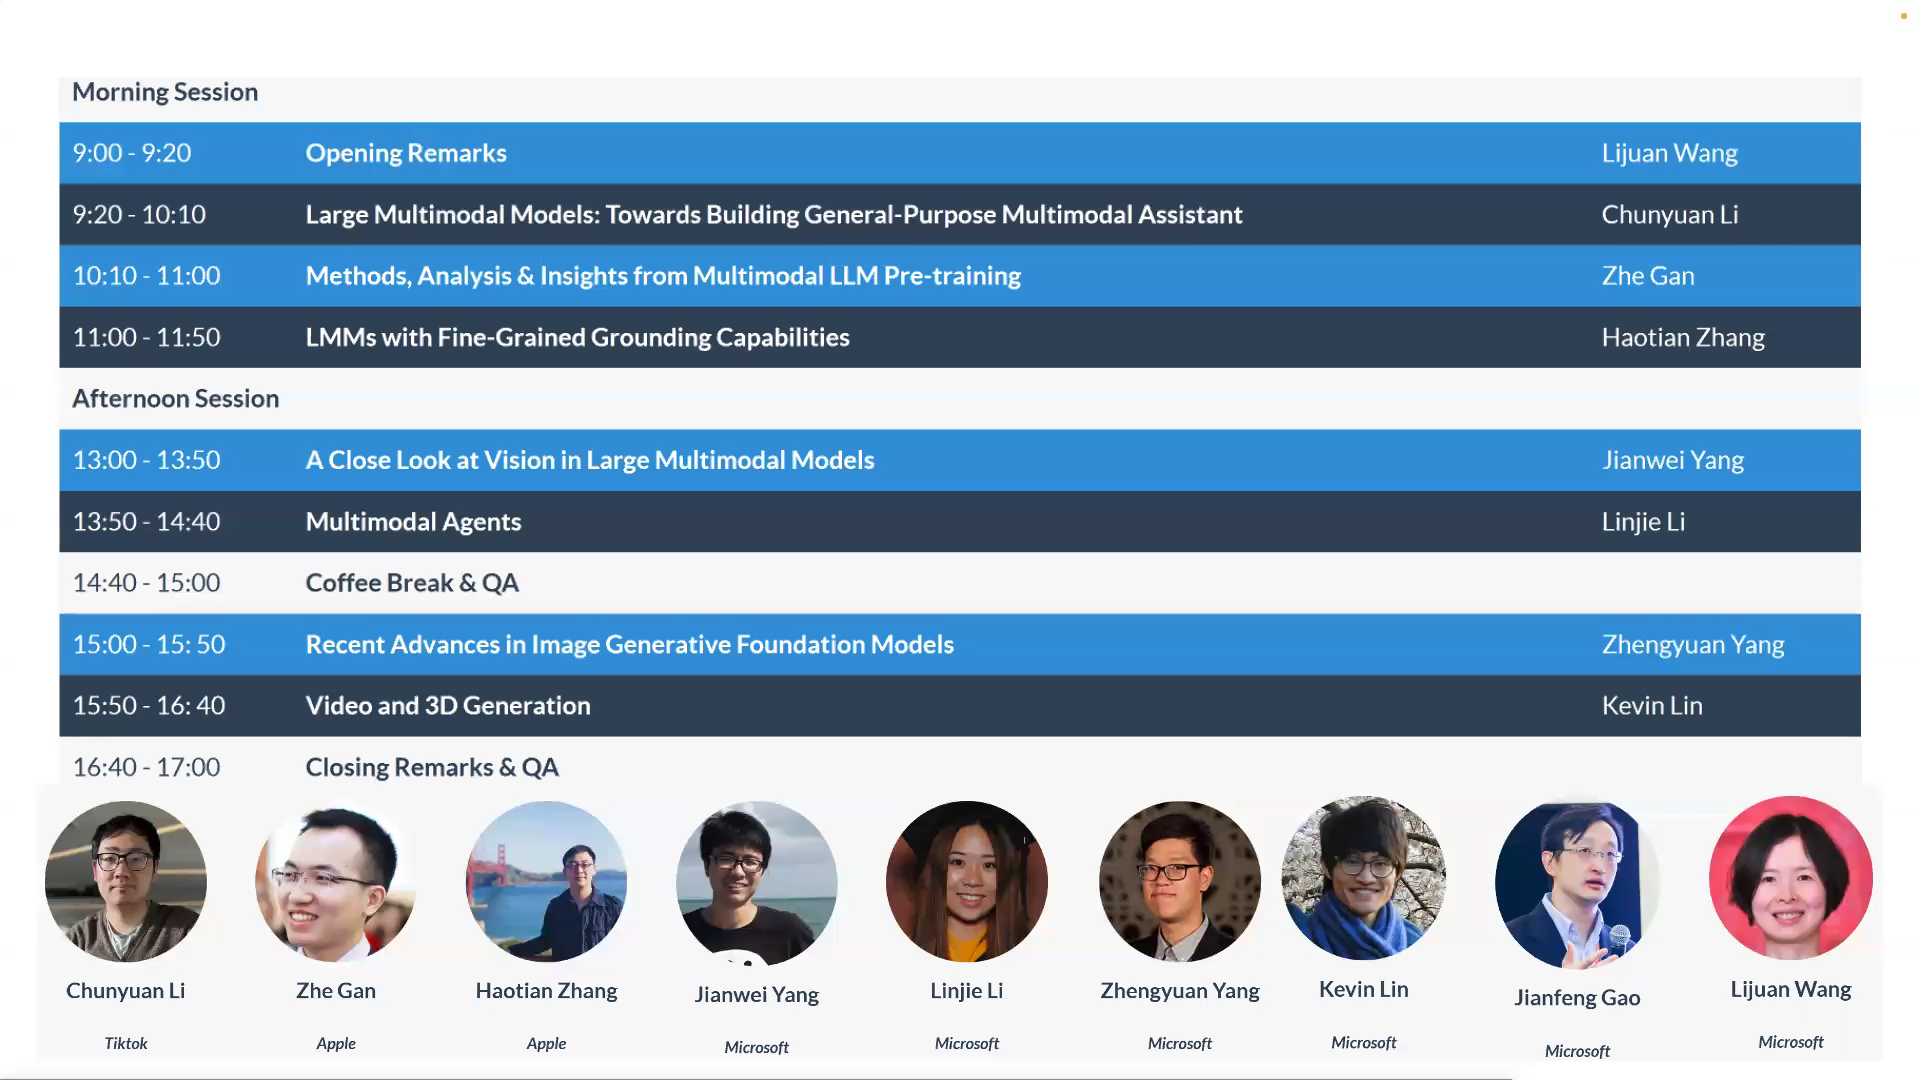 Morning Session
9:00 - 9:20 Opening Remarks Lijuan Wang
9:20 - 10:10 Large Multimodal Models: Towards Building General-Purpose Multimodal Assistant Chunyuan Li
10:10 - 11:00 Methods, Analysis & Insights from Multimodal LLM Pre-training Zhe Gan
11:00 - 11:50 LMMs with Fine-Grained Grounding Capabilities Haotian Zhang
Afternoon Session
13:00 - 13:50 A Close Look at Vision in Large Multimodal Models Jianwei Yang
13:50 - 14:40 Multimodal Agents Linjie Li
14:40 - 15:00 Coffee Break & QA
15:00 - 15: 50 Recent Advances in Image Generative Foundation Models Zhengyuan Yang
15:50 - 16: 40 Video and 3D Generation Kevin Lin
16:40 - 17:00 Closing Remarks & QA
Chunyuan Li Zhe Gan Haotian Zhang Jianwei Yang Linjie Li Zhengyuan Yang Kevin Lin Jianfeng Gao Lijuan Wang
Tiktok Apple Apple Microsoft Microsoft Microsoft Microsoft Microsoft Microsoft